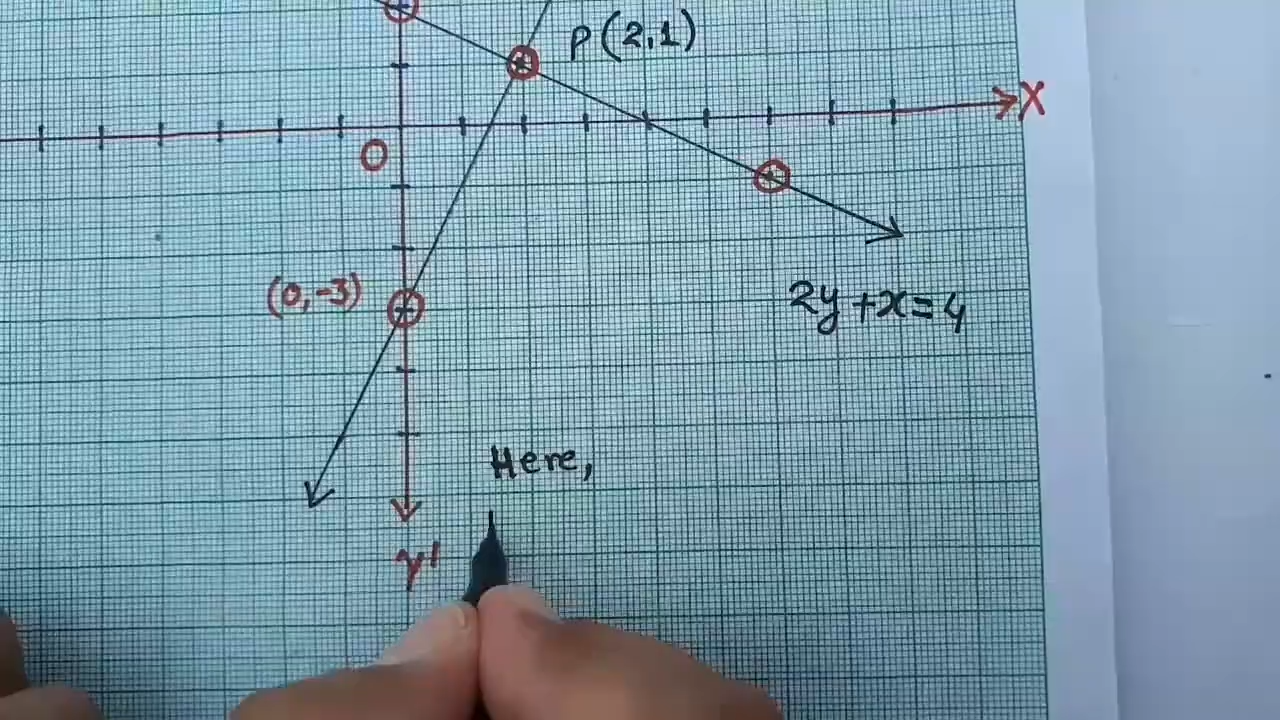 P(2,1)
X
O
(0,-3)
2y+x=4
Here,
y'